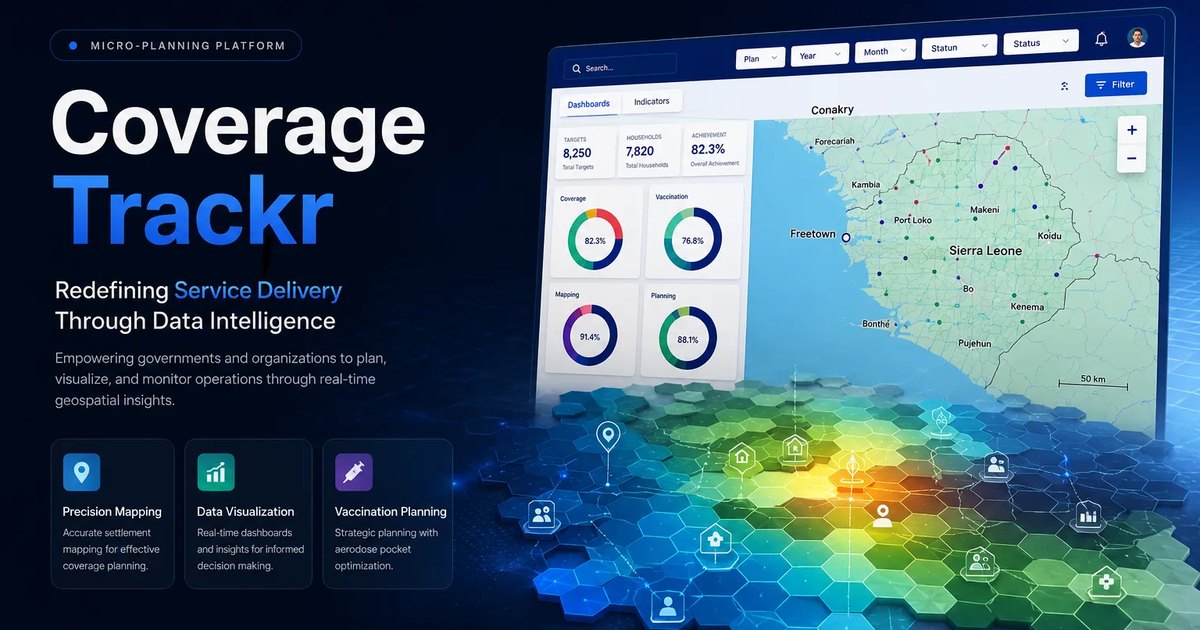 MICRO-PLANNING PLATFORM
Coverage
Trackr
Redefining Service Delivery
Through Data Intelligence
Empowering governments and organizations to plan,
visualize, and monitor operations through real-time
geospatial insights.
Precision Mapping
Accurate settlement
mapping for effective
coverage planning.
Data Visualization
Real-time dashboards
and insights for informed
decision making.
Vaccination Planning
Strategic planning with
aerodose pocket
optimization.
Search...
Plan
Year
Month
Statun
Status
Dashboards
Indicators
Filter
TARGETS
8,250
Total Targets
HOUSEHOLDS
7,820
Total Households
ACHIEVEMENT
82.3%
Overall Achievement
Coverage
82.3%
Vaccination
76.8%
Mapping
91.4%
Planning
88.1%
Conakry
Forecariah
Kambia
Port Loko
Makeni
Freetown
Koidu
Sierra Leone
Bo
Kenema
Bonthe
Pujehun
50 km
+
−